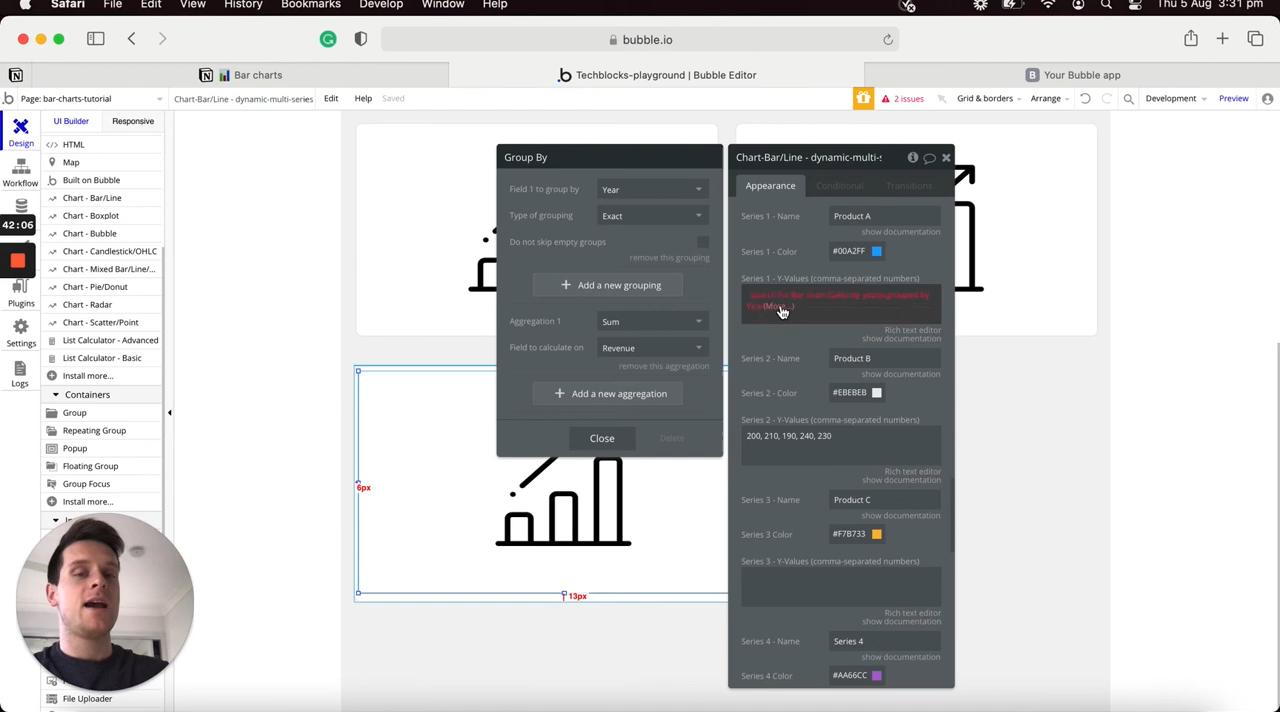 Safari File Edit View History Bookmarks Develop Window Help Thu 5 Aug 3:31 pm
bubble.io
Bar charts
Techblocks-playground | Bubble Editor
Your Bubble app
Page: bar-charts-tutorial
Chart-Bar/Line - dynamic-multi-series
Edit
Help
Saved
2 issues
Grid & borders
Arrange
Development
Preview
Design
Workflow
42:06
Plugins
Settings
Logs
UI Builder
Responsive
</> HTML
Map
Built on Bubble
Chart - Bar/Line
Chart - Boxplot
Chart - Bubble
Chart - Candlestick/OHLC
Chart - Mixed Bar/Line/...
Chart - Pie/Donut
Chart - Radar
Chart - Scatter/Point
List Calculator - Advanced
List Calculator - Basic
Install more...
Containers
Group
Repeating Group
Popup
Floating Group
Group Focus
Install more...
File Uploader
Group By
Field 1 to group by Year
Type of grouping Exact
Do not skip empty groups
remove this grouping
+ Add a new grouping
Aggregation 1 Sum
Field to calculate on Revenue
remove this aggregation
+ Add a new aggregation
Close
Delete
6px
13px
Chart-Bar/Line - dynamic-multi-s
Appearance
Conditional
Transitions
Series 1 - Name Product A
show documentation
Series 1 - Color #00A2FF
Series 1 - Y-Values (comma-separated numbers)
grouped by
Rich text editor
show documentation
Series 2 - Name Product B
show documentation
Series 2 - Color #EBEBEB
Series 2 - Y-Values (comma-separated numbers)
200, 210, 190, 240, 230
Rich text editor
show documentation
Series 3 - Name Product C
show documentation
Series 3 Color #F7B733
Series 3 - Y-Values (comma-separated numbers)
Rich text editor
show documentation
Series 4 - Name Series 4
show documentation
Series 4 Color #AA66CC